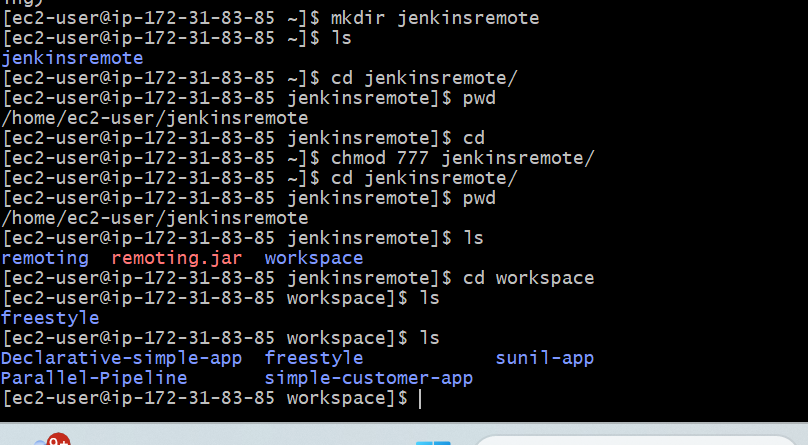 [ec2-user@ip-172-31-83-85 ~]$ mkdir jenkinsremote
[ec2-user@ip-172-31-83-85 ~]$ ls
jenkinsremote
[ec2-user@ip-172-31-83-85 ~]$ cd jenkinsremote/
[ec2-user@ip-172-31-83-85 jenkinsremote]$ pwd
/home/ec2-user/jenkinsremote
[ec2-user@ip-172-31-83-85 jenkinsremote]$ cd
[ec2-user@ip-172-31-83-85 ~]$ chmod 777 jenkinsremote/
[ec2-user@ip-172-31-83-85 ~]$ cd jenkinsremote/
[ec2-user@ip-172-31-83-85 jenkinsremote]$ pwd
/home/ec2-user/jenkinsremote
[ec2-user@ip-172-31-83-85 jenkinsremote]$ ls
remoting  remoting.jar  workspace
[ec2-user@ip-172-31-83-85 jenkinsremote]$ cd workspace
[ec2-user@ip-172-31-83-85 workspace]$ ls
freestyle
[ec2-user@ip-172-31-83-85 workspace]$ ls
Declarative-simple-app  freestyle            sunil-app
Parallel-Pipeline       simple-customer-app
[ec2-user@ip-172-31-83-85 workspace]$